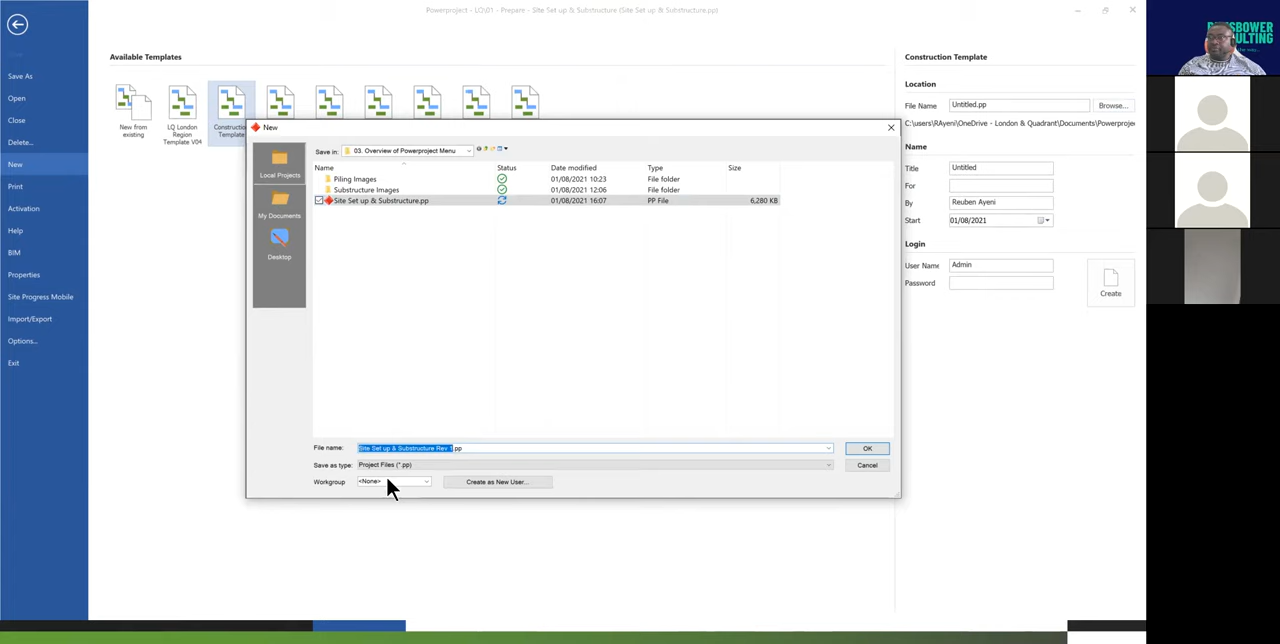 Powerproject - LQ\01 - Prepare - Site Set up & Substructure (Site Set up & Substructure.pp)
Save As
Open
Close
Delete...
New
Print
Activation
Help
BIM
Properties
Site Progress Mobile
Import/Export
Options...
Exit
Available Templates
New from existing
LQ London Region Template V04
Construction Template
New
Save in: 03. Overview of Powerproject Menu
Local Projects
My Documents
Desktop
Name Status Date modified Type Size
Piling Images 01/08/2021 10:23 File folder
Substructure Images 01/08/2021 12:06 File folder
Site Set up & Substructure.pp 01/08/2021 16:07 PP File 6,280 KB
File name: Site Set up & Substructure Rev 1.pp OK
Save as type: Project Files (*.pp) Cancel
Workgroup <None> Create as New User...
Construction Template
Location
File Name Untitled.pp Browse...
C:\users\RAyeni\OneDrive - London & Quadrant\Documents\Powerprojec
Name
Title Untitled
For
By Reuben Ayeni
Start 01/08/2021
Login
User Name Admin
Password
Create